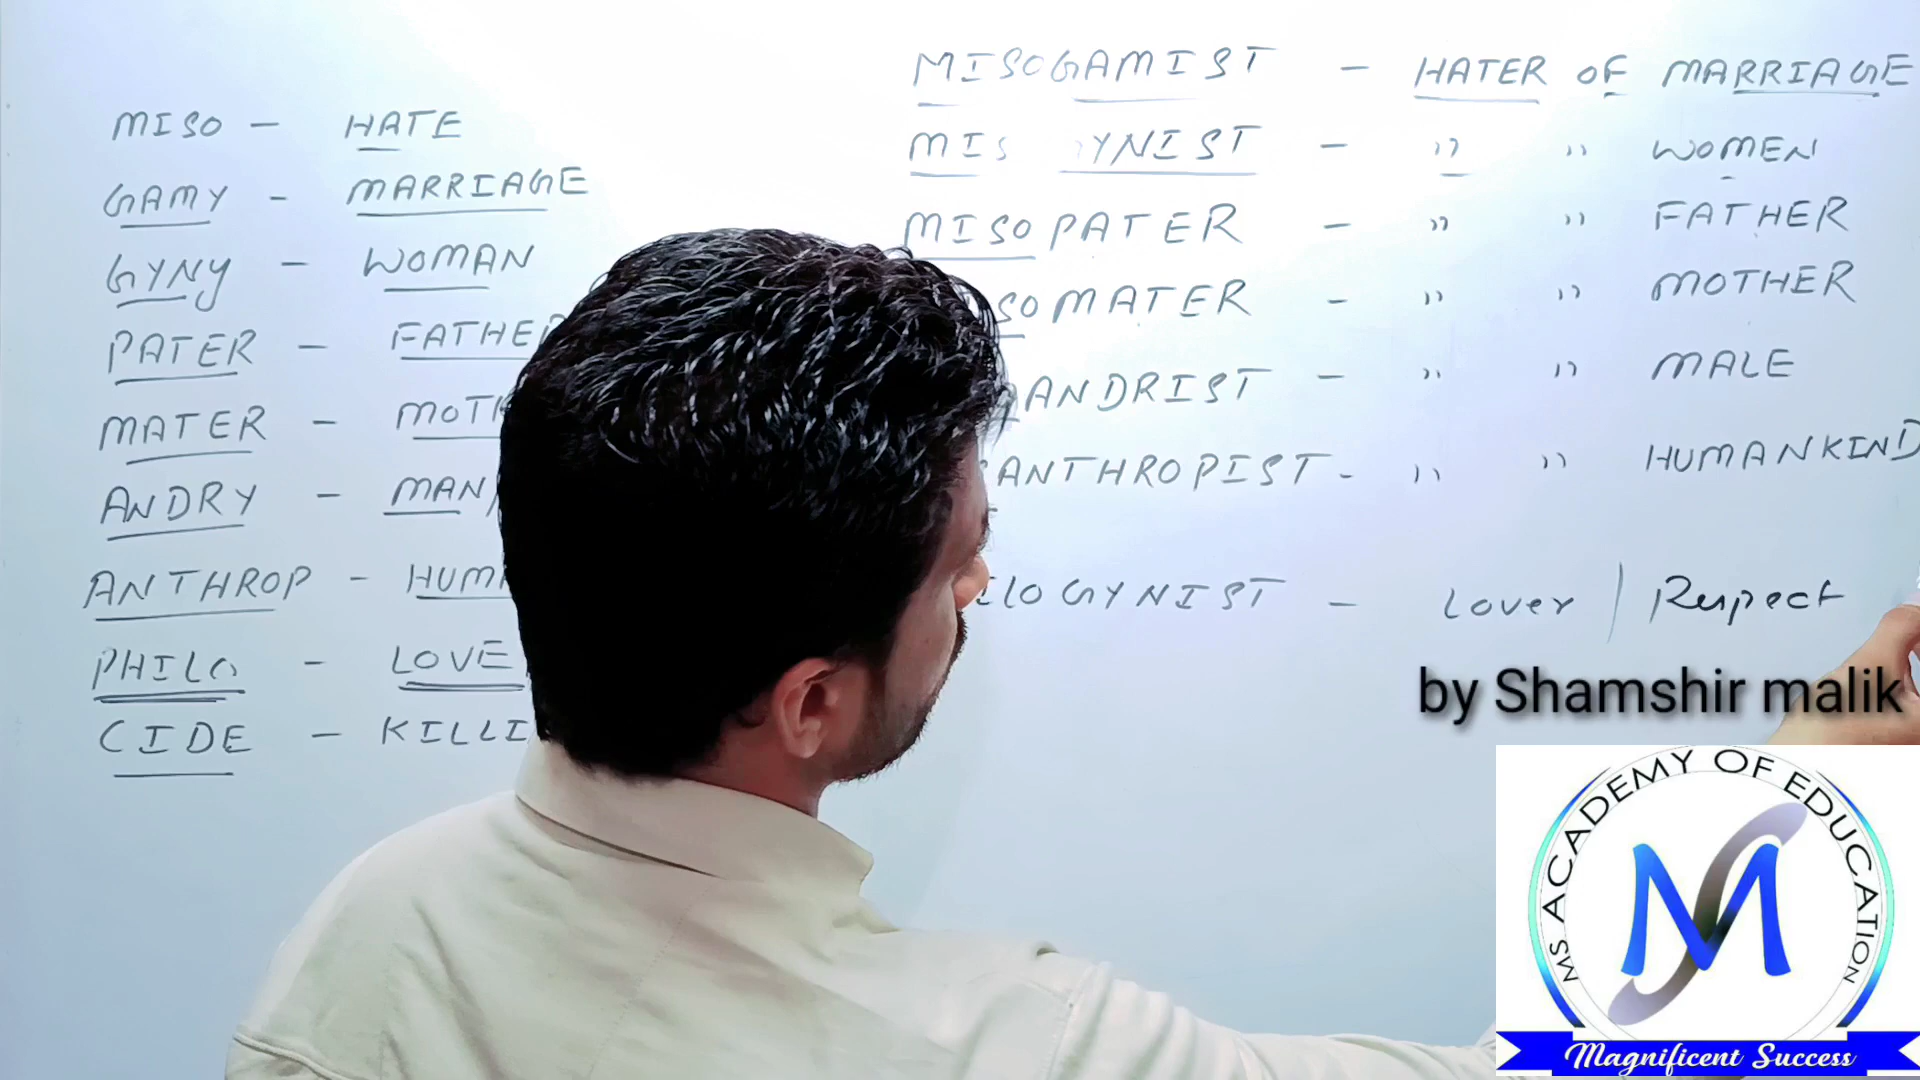 MISO - HATE
GAMY - MARRIAGE
GYNY - WOMAN
PATER - FATHER
MATER - MOTH
ANDRY - MAN
ANTHROP - HUM
PHILO - LOVE
CIDE - KILLI
MISOGAMIST - HATER OF MARRIAGE
MIS YNIST - " " WOMEN
MISOPATER - " " FATHER
SOMATER - " " MOTHER
ANDRIST - " " MALE
ANTHROPIST - " " HUMANKIND
LOGYNIST - Lover / Respect
by Shamshir malik
MS ACADEMY OF EDUCATION
M
Magnificent Success